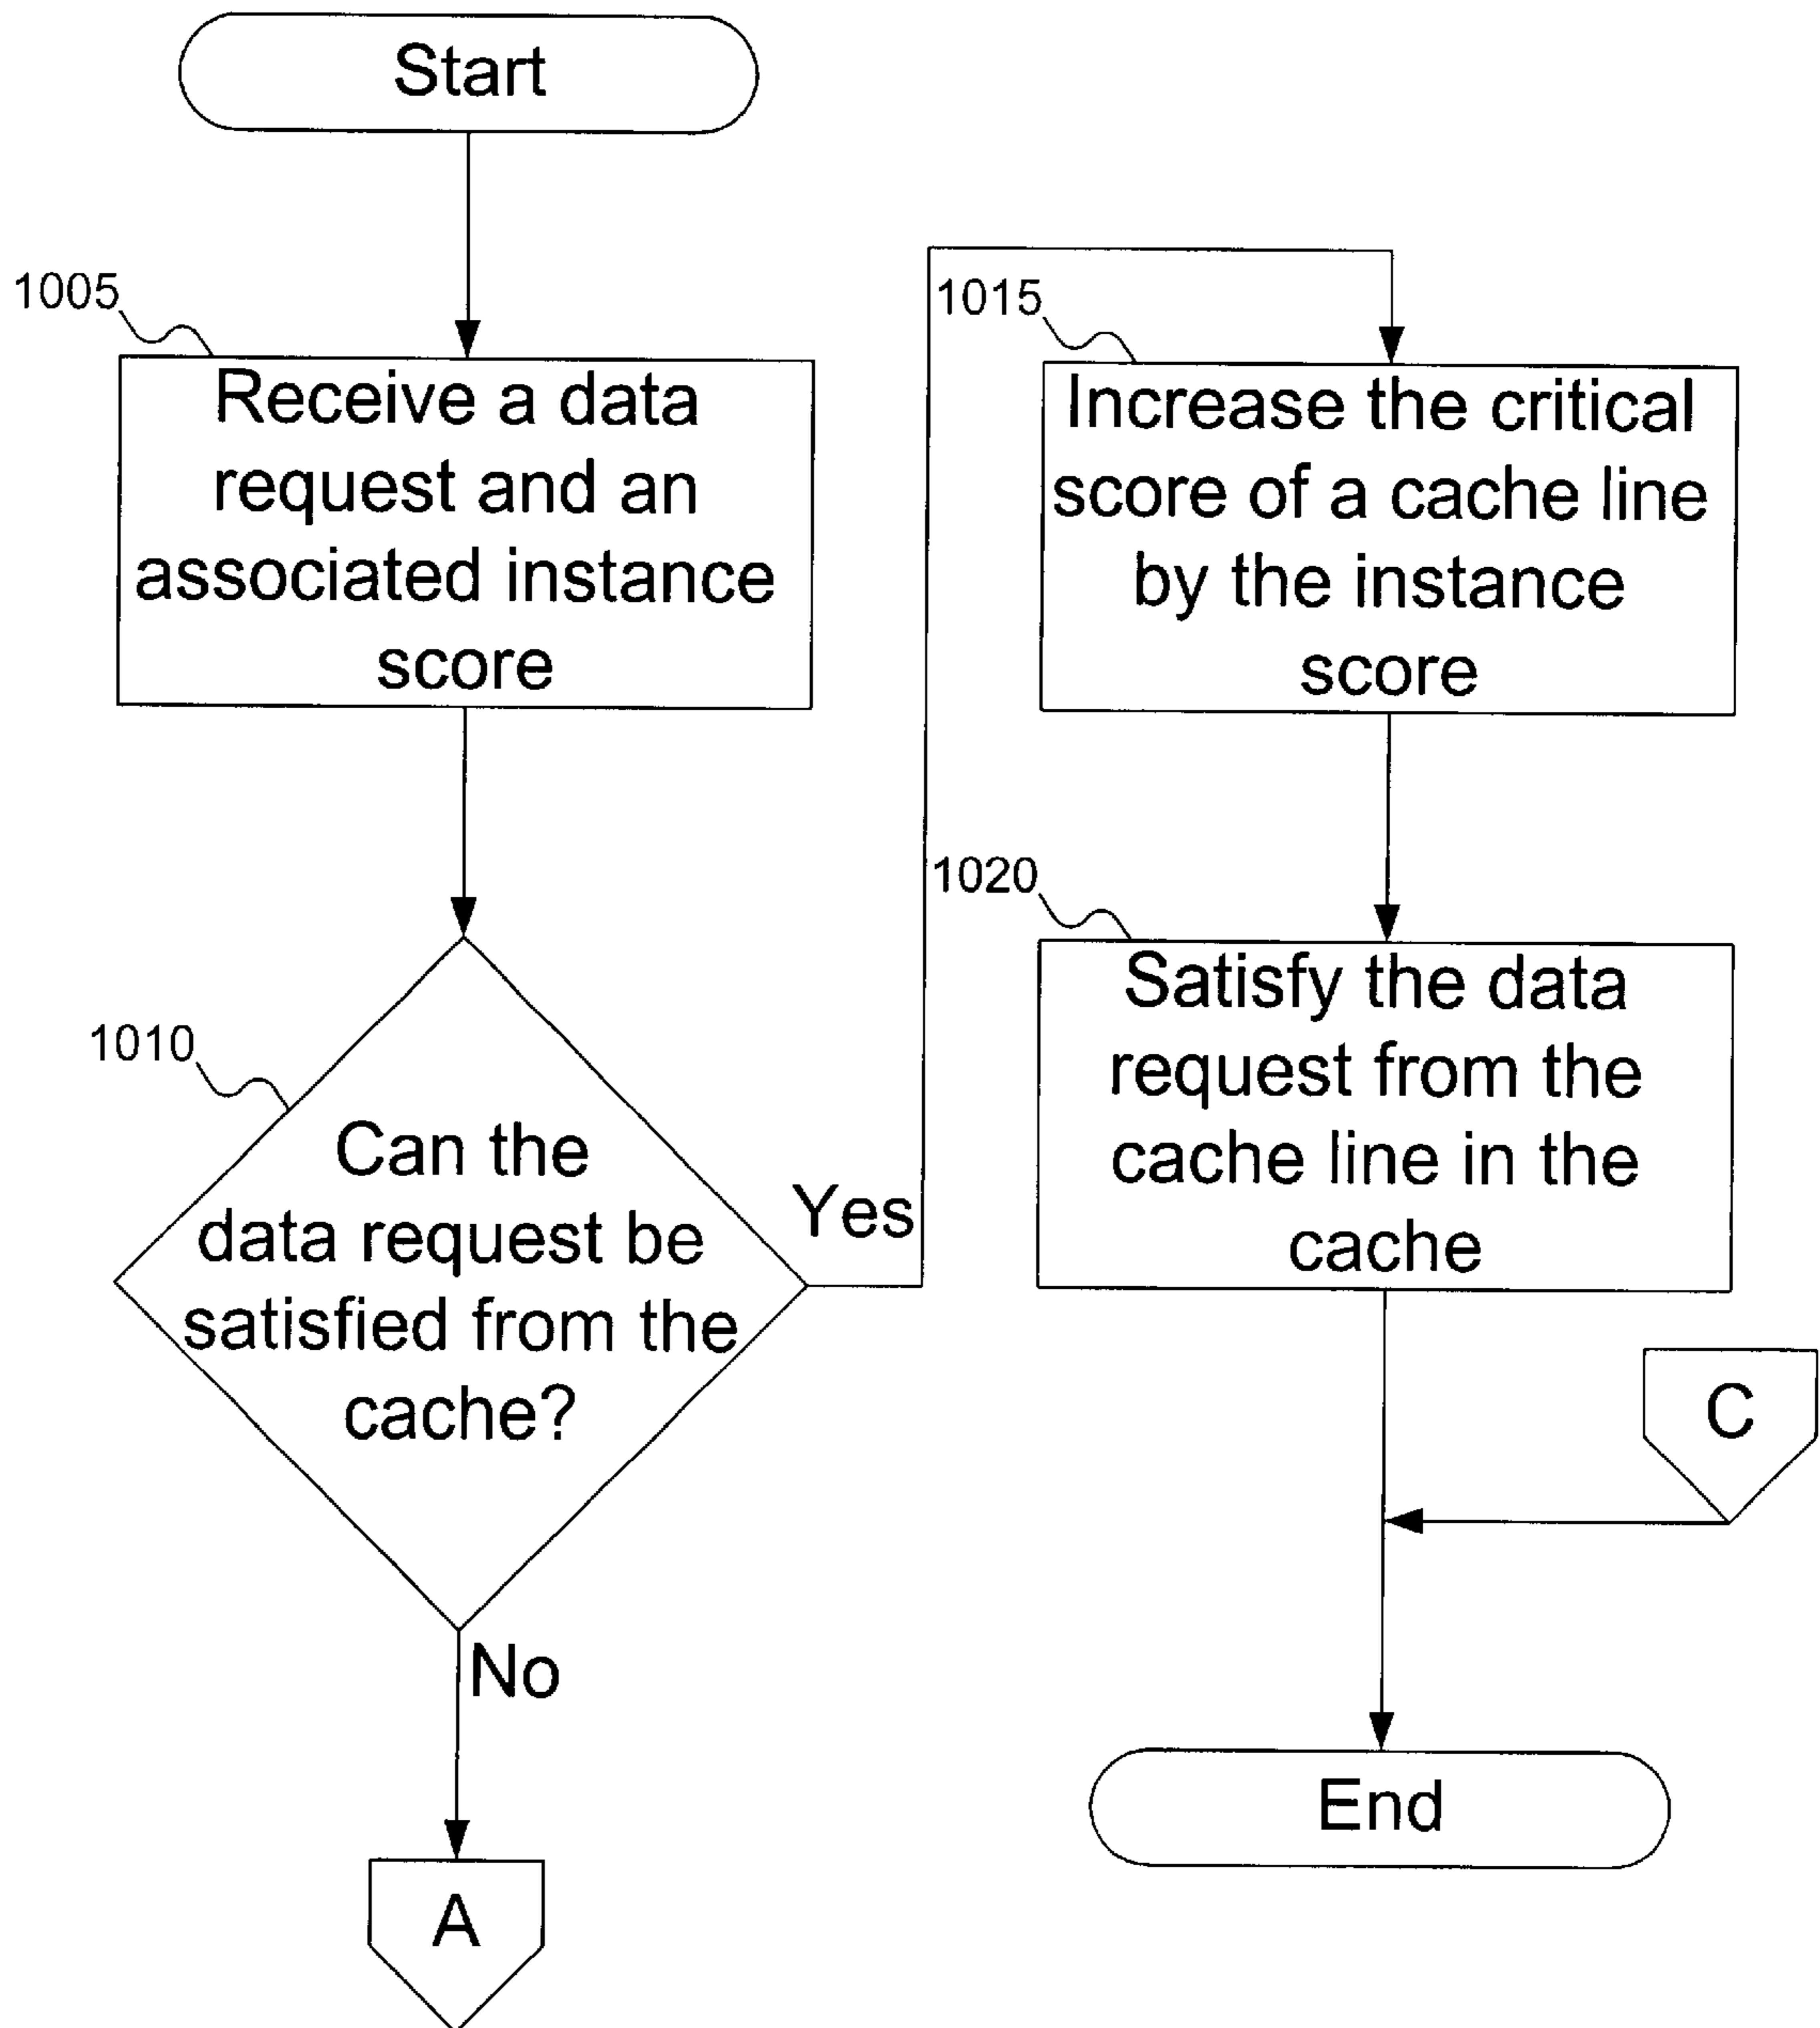 Start
1005
Receive a data
request and an
associated instance
score
1010
Can the
data request be
satisfied from the
cache?
Yes
No
A
1015
Increase the critical
score of a cache line
by the instance
score
1020
Satisfy the data
request from the
cache line in the
cache
C
End